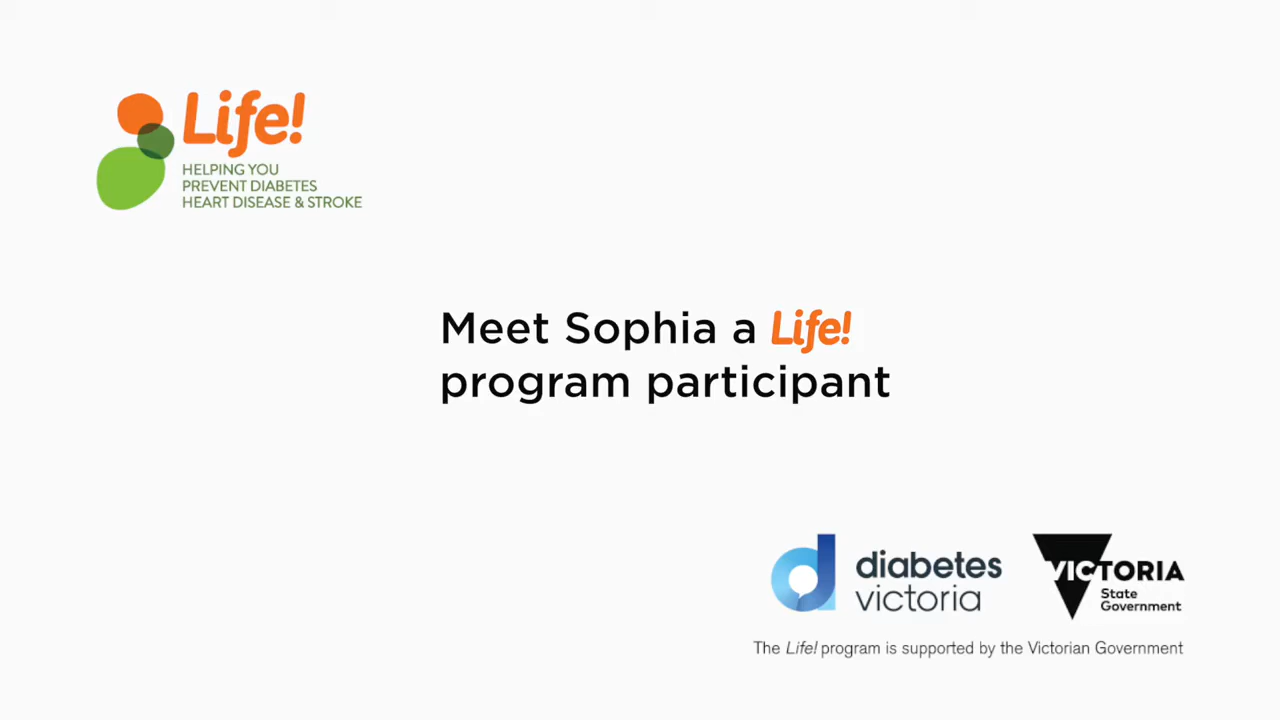 Life!
HELPING YOU
PREVENT DIABETES
HEART DISEASE & STROKE
Meet Sophia a Life!
program participant
diabetes
victoria
VICTORIA
State
Government
The Life! program is supported by the Victorian Government